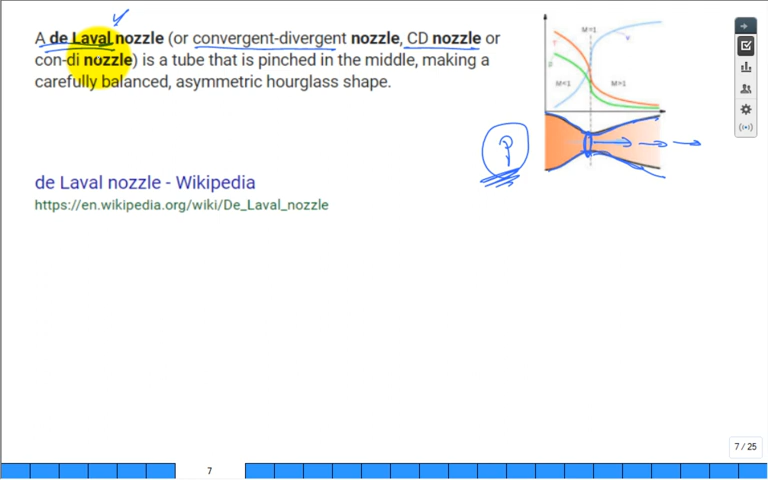 A de Laval nozzle (or convergent-divergent nozzle, CD nozzle or
con-di nozzle) is a tube that is pinched in the middle, making a
carefully balanced, asymmetric hourglass shape.
M=1
T
v
p
M<1
M>1
P
de Laval nozzle - Wikipedia
https://en.wikipedia.org/wiki/De_Laval_nozzle
7 / 25
7